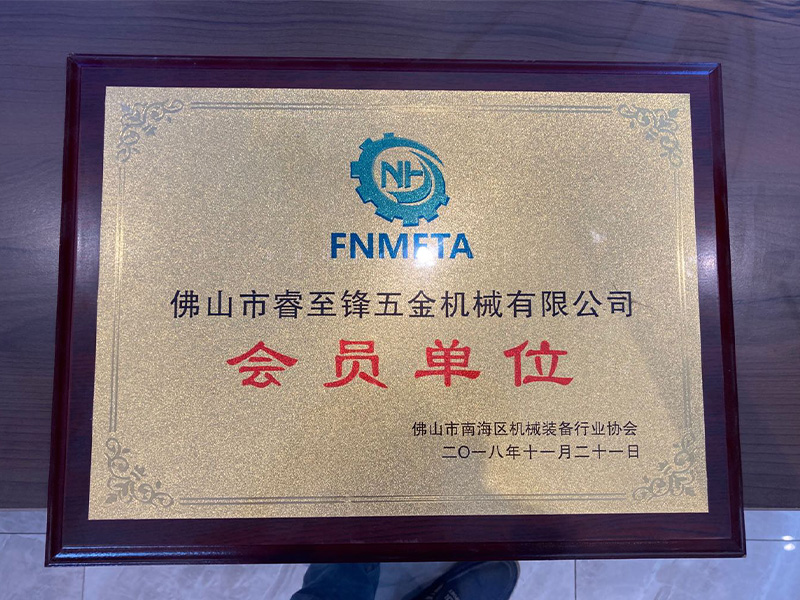 NH
FNMETA
佛山市睿至锋五金机械有限公司
会员单位
佛山市南海区机械装备行业协会
二〇一八年十一月二十一日